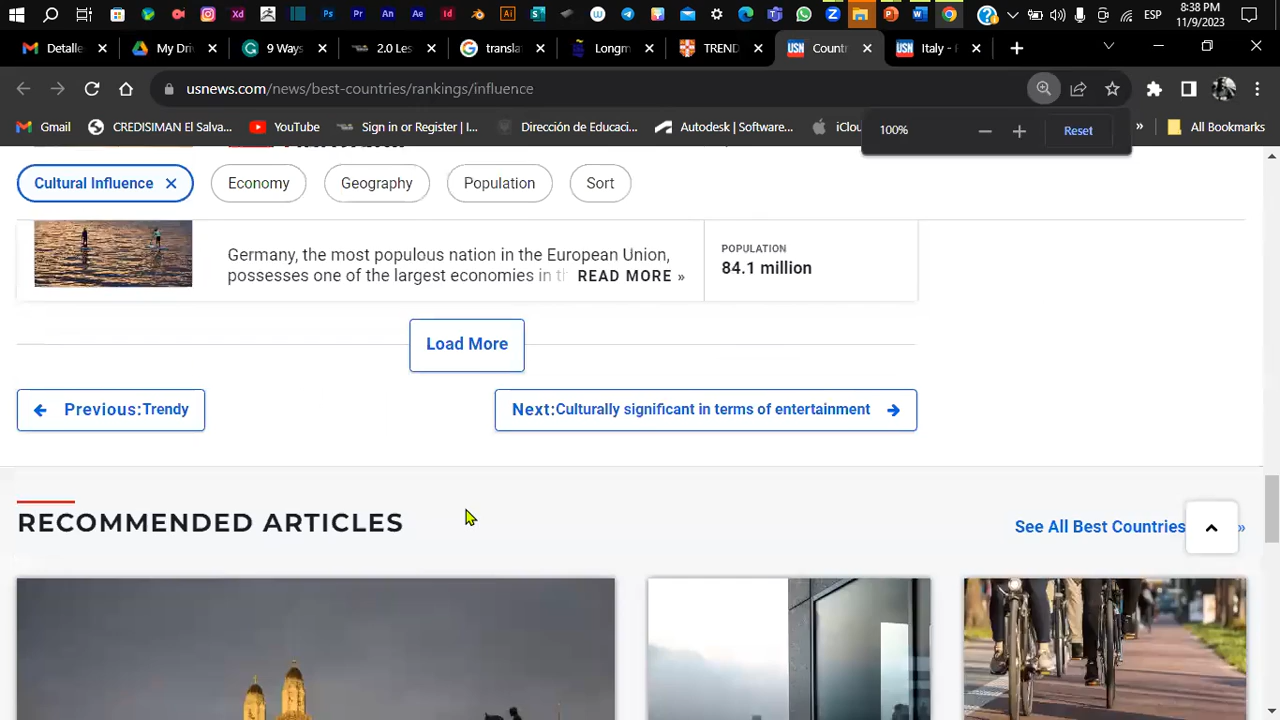 8:38 PM
ESP
11/9/2023
Detalle
My Driv
9 Ways
2.0 Les
transla
Longm
TREND
Countr
Italy - F
usnews.com/news/best-countries/rankings/influence
Gmail
CREDISIMAN El Salva...
YouTube
Sign in or Register | I...
Dirección de Educaci...
Autodesk | Software...
iClou
»
All Bookmarks
100%
Reset
Cultural Influence
Economy
Geography
Population
Sort
Germany, the most populous nation in the European Union,
possesses one of the largest economies in th READ MORE »
POPULATION
84.1 million
Load More
Previous:Trendy
Next:Culturally significant in terms of entertainment
RECOMMENDED ARTICLES
See All Best Countries »